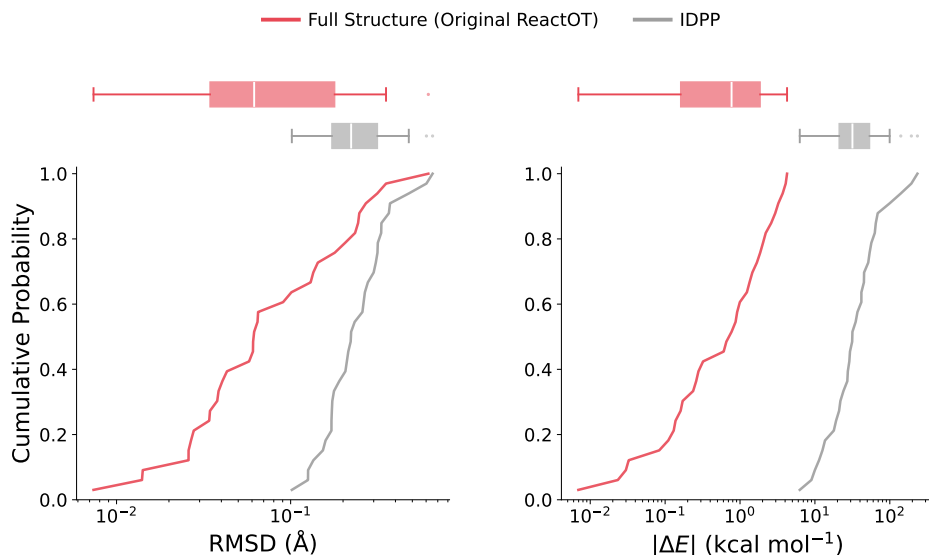 Full Structure (Original ReactOT) IDPP
1.0
0.8
0.6
0.4
0.2
0.0
Cumulative Probability
10⁻² 10⁻¹
RMSD (Å)
1.0
0.8
0.6
0.4
0.2
0.0
10⁻² 10⁻¹ 10⁰ 10¹ 10²
|ΔE| (kcal mol⁻¹)